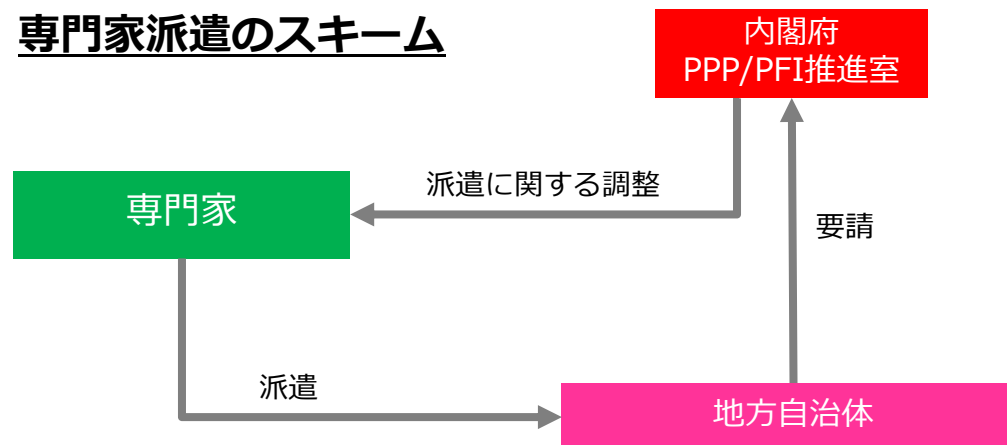 専門家派遣のスキーム
内閣府
PPP/PFI推進室
派遣に関する調整
専門家
要請
派遣
地方自治体